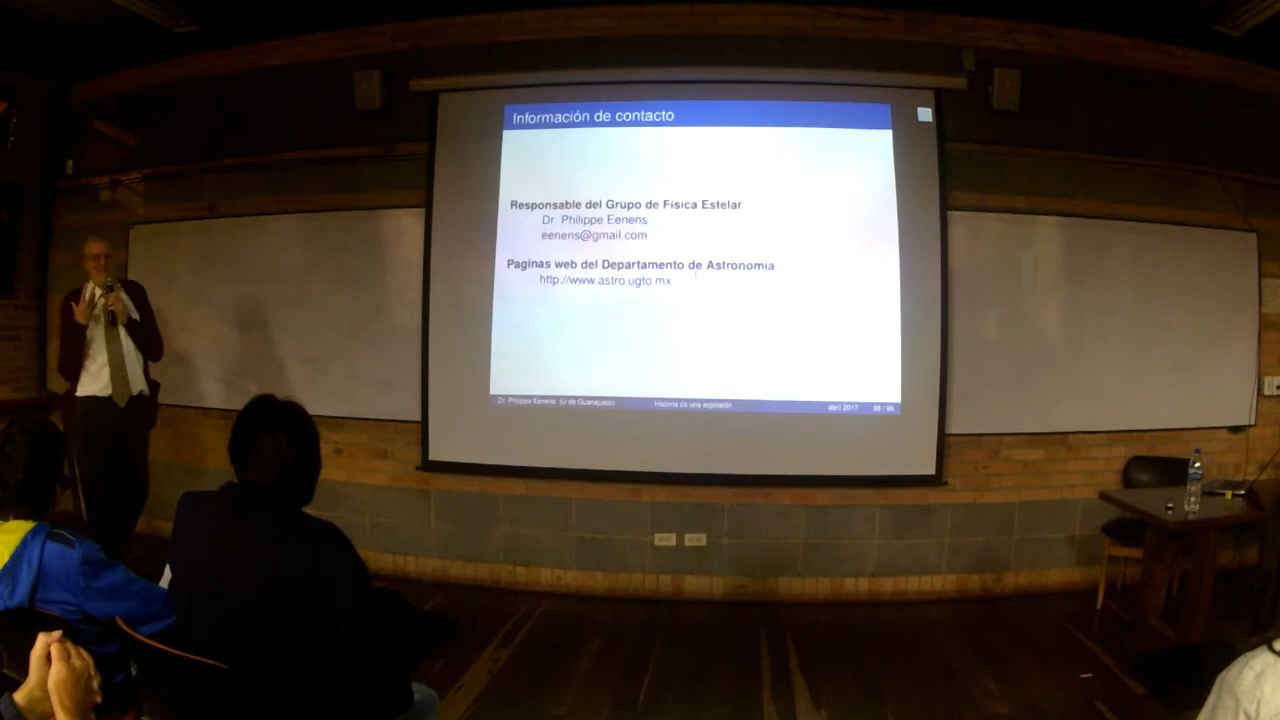 Información de contacto
Responsable del Grupo de Física Estelar
Dr. Philippe Eenens
eenens@gmail.com
Paginas web del Departamento de Astronomia
http://www.astro.ugto.mx
Dr. Philippe Eenens (U de Guanajuato) Historia de una explosión abril 2017